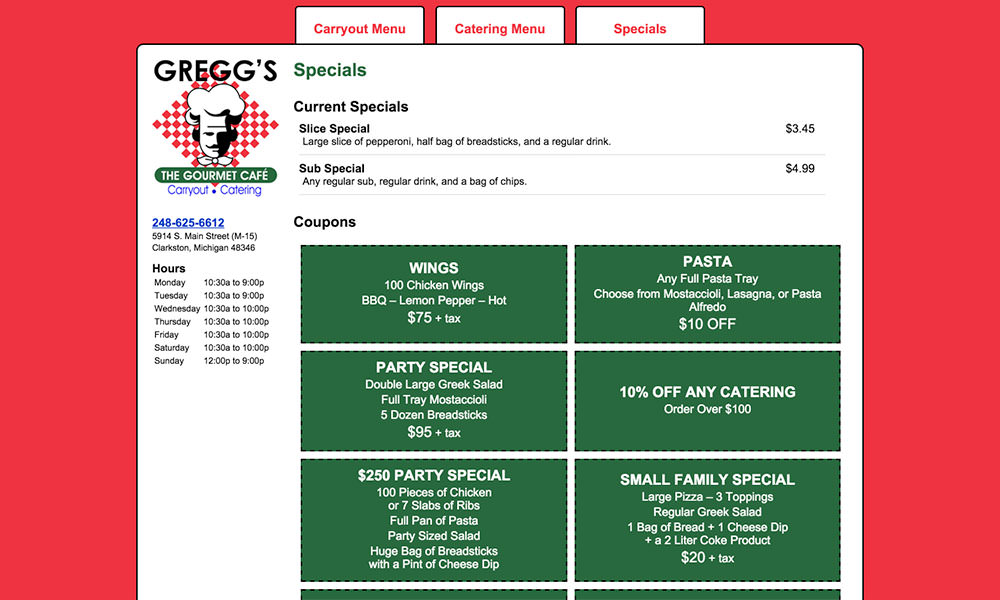 Carryout Menu
Catering Menu
Specials
GREGG'S
THE GOURMET CAFÉ
Carryout • Catering
248-625-6612
5914 S. Main Street (M-15)
Clarkston, Michigan 48346
Hours
Monday 10:30a to 9:00p
Tuesday 10:30a to 9:00p
Wednesday 10:30a to 10:00p
Thursday 10:30a to 10:00p
Friday 10:30a to 10:00p
Saturday 10:30a to 10:00p
Sunday 12:00p to 9:00p
Specials
Current Specials
Slice Special $3.45
Large slice of pepperoni, half bag of breadsticks, and a regular drink.
Sub Special $4.99
Any regular sub, regular drink, and a bag of chips.
Coupons
WINGS
100 Chicken Wings
BBQ – Lemon Pepper – Hot
$75 + tax
PASTA
Any Full Pasta Tray
Choose from Mostaccioli, Lasagna, or Pasta
Alfredo
$10 OFF
PARTY SPECIAL
Double Large Greek Salad
Full Tray Mostaccioli
5 Dozen Breadsticks
$95 + tax
10% OFF ANY CATERING
Order Over $100
$250 PARTY SPECIAL
100 Pieces of Chicken
or 7 Slabs of Ribs
Full Pan of Pasta
Party Sized Salad
Huge Bag of Breadsticks
with a Pint of Cheese Dip
SMALL FAMILY SPECIAL
Large Pizza – 3 Toppings
Regular Greek Salad
1 Bag of Bread + 1 Cheese Dip
+ a 2 Liter Coke Product
$20 + tax